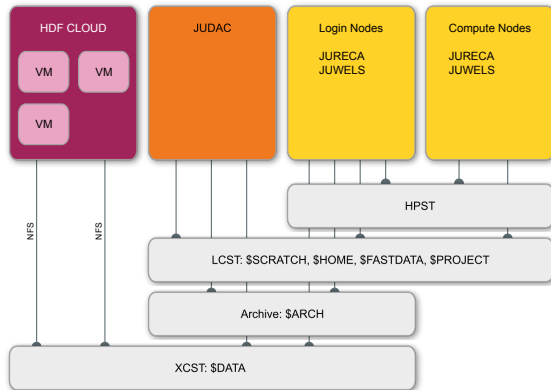 HDF CLOUD
VM
VM
VM
JUDAC
Login Nodes
JURECA
JUWELS
Compute Nodes
JURECA
JUWELS
NFS
NFS
HPST
LCST: $SCRATCH, $HOME, $FASTDATA, $PROJECT
Archive: $ARCH
XCST: $DATA